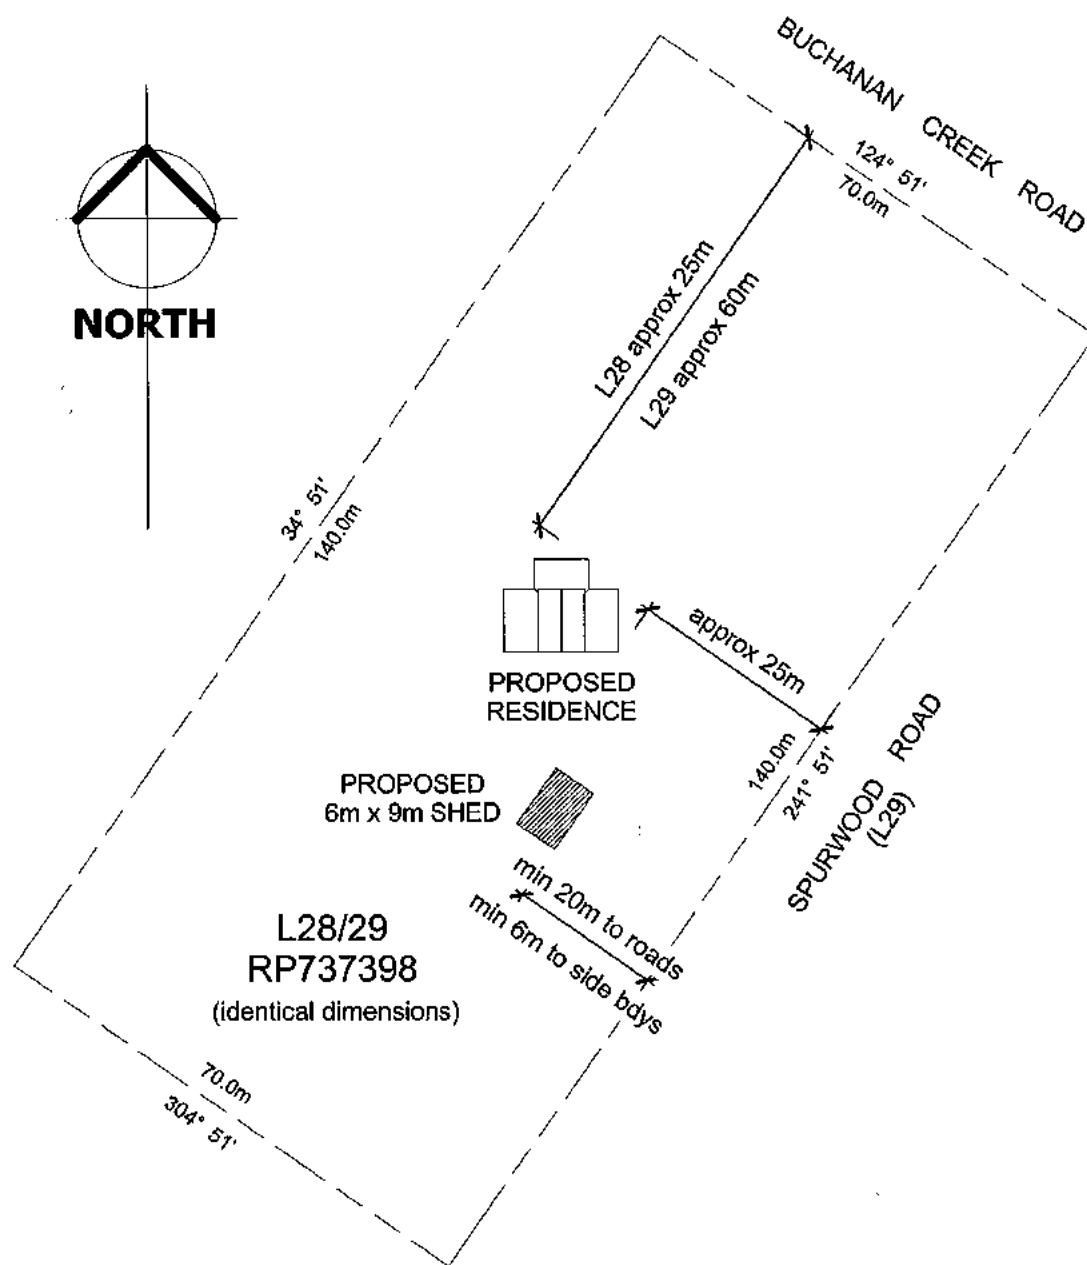 BUCHANAN CREEK ROAD
124° 51'
70.0m
NORTH
L28 approx 25m
L29 approx 60m
34° 51'
140.0m
PROPOSED
RESIDENCE
approx 25m
140.0m
241° 51'
SPURWOOD ROAD
(L29)
PROPOSED
6m x 9m SHED
min 20m to roads
min 6m to side bdys
L28/29
RP737398
(identical dimensions)
70.0m
304° 51'